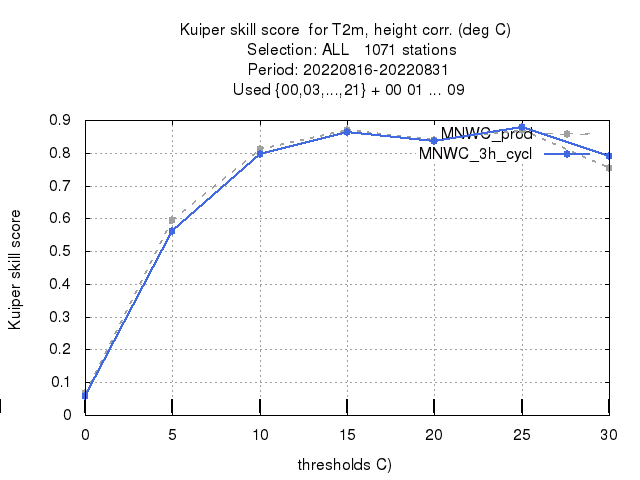 Kuiper skill score for T2m, height corr. (deg C)
Selection: ALL 1071 stations
Period: 20220816-20220831
Used {00,03,...,21} + 00 01 ... 09
MNWC_prod
MNWC_3h_cycl
Kuiper skill score
0.9
0.8
0.7
0.6
0.5
0.4
0.3
0.2
0.1
0
0 5 10 15 20 25 30
thresholds C)